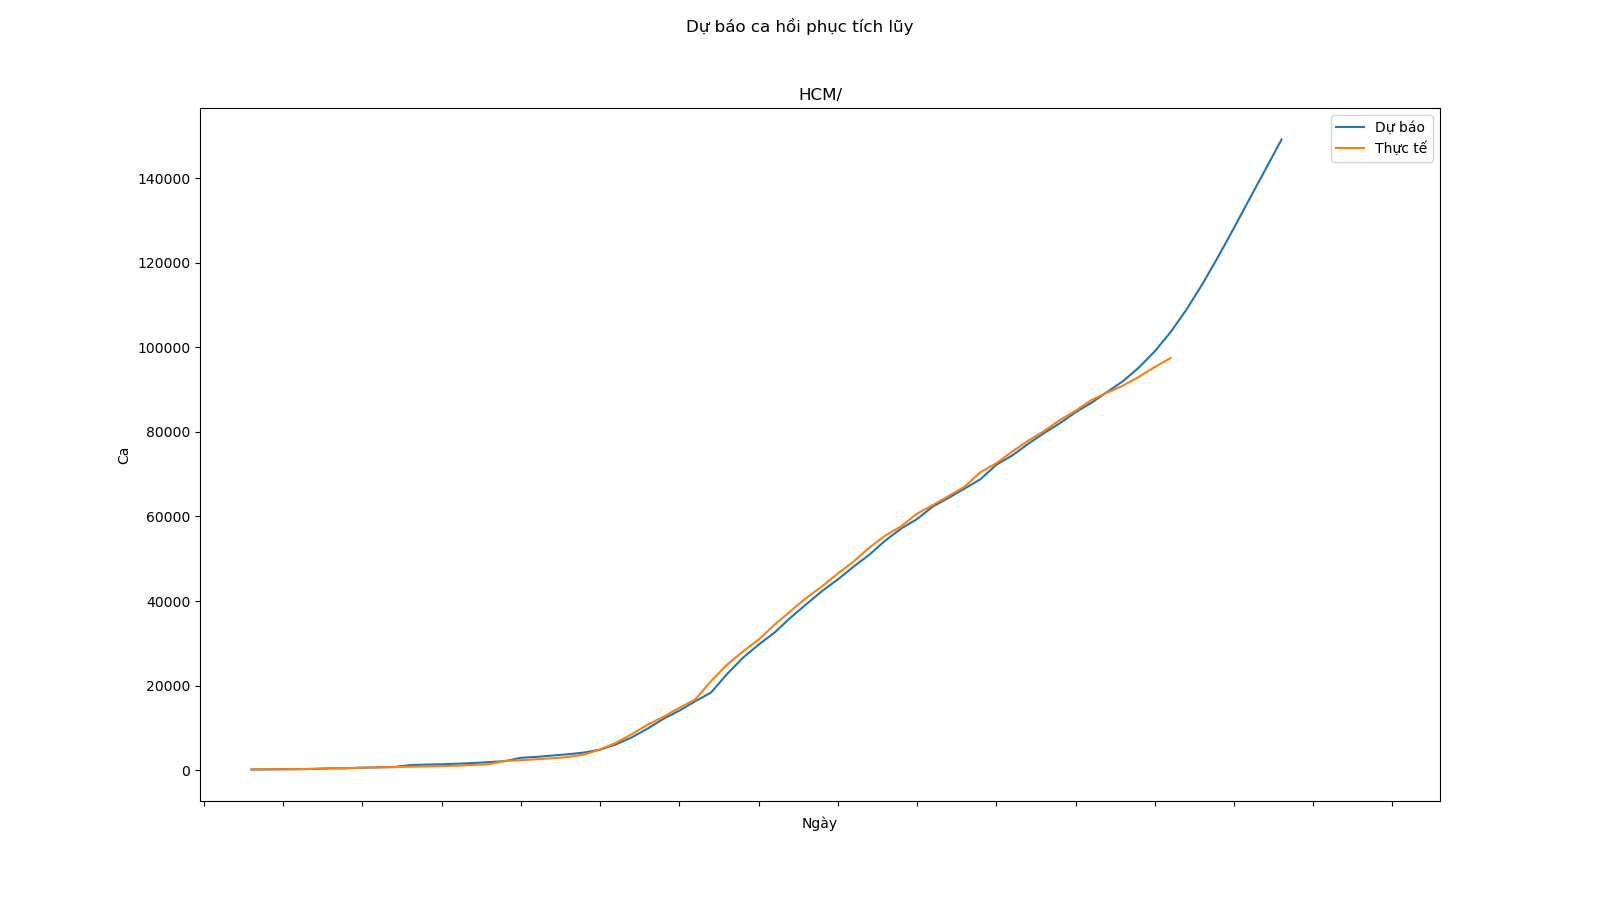 Dự báo ca hồi phục tích lũy
HCM/
Dự báo
Thực tế
140000
120000
100000
80000
60000
40000
20000
0
Ca
Ngày